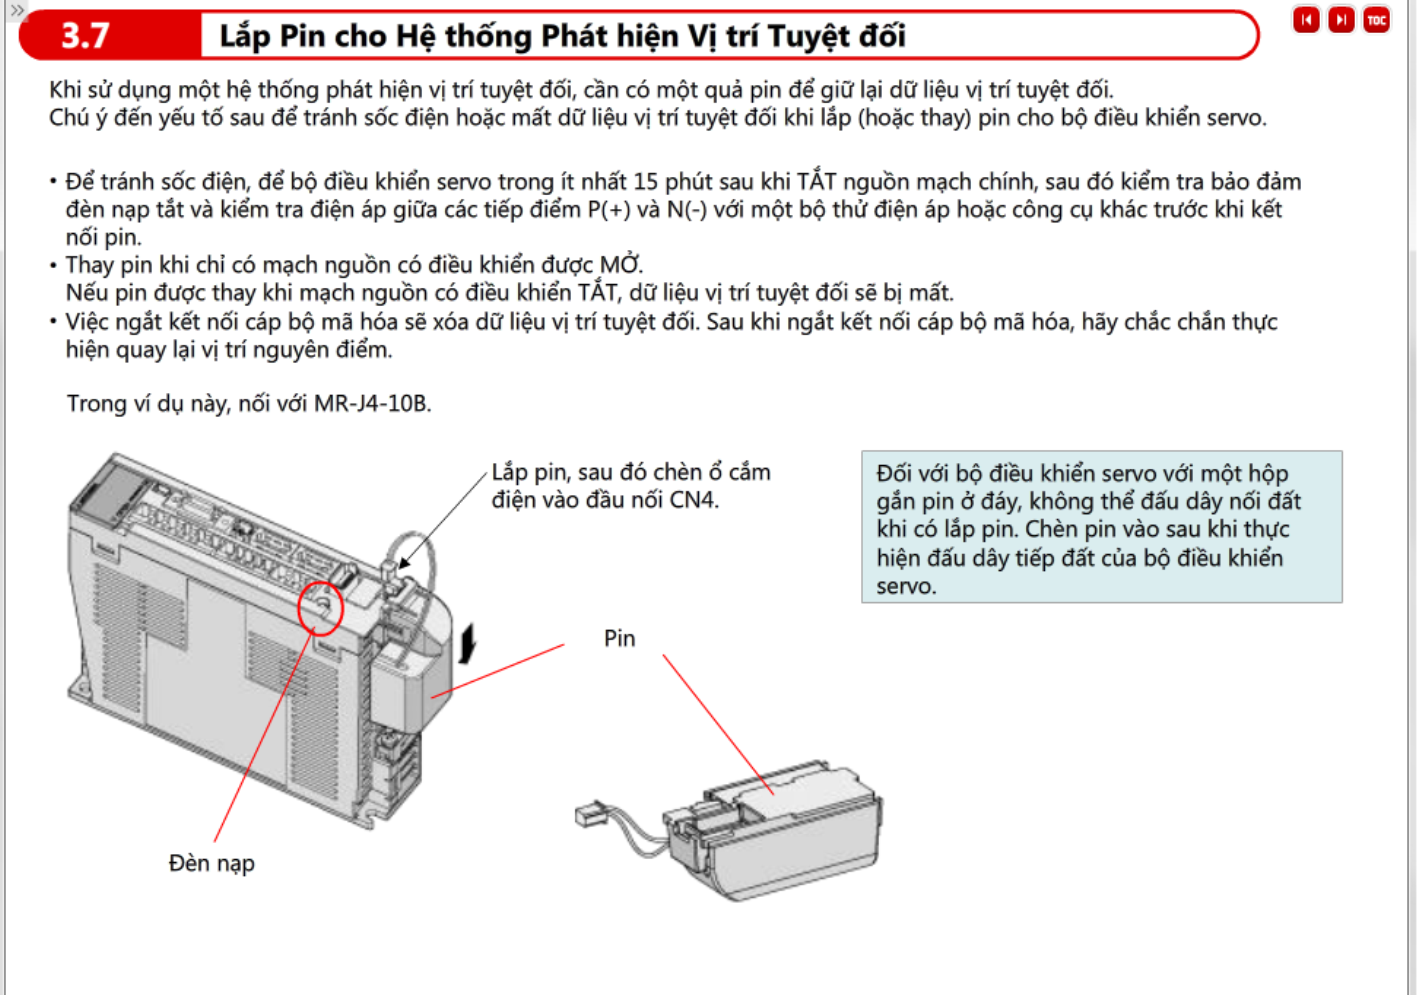 3.7
Lắp Pin cho Hệ thống Phát hiện Vị trí Tuyệt đối
TOC
Khi sử dụng một hệ thống phát hiện vị trí tuyệt đối, cần có một quả pin để giữ lại dữ liệu vị trí tuyệt đối.
Chú ý đến yếu tố sau để tránh sốc điện hoặc mất dữ liệu vị trí tuyệt đối khi lắp (hoặc thay) pin cho bộ điều khiển servo.
• Để tránh sốc điện, để bộ điều khiển servo trong ít nhất 15 phút sau khi TẮT nguồn mạch chính, sau đó kiểm tra bảo đảm
đèn nạp tắt và kiểm tra điện áp giữa các tiếp điểm P(+) và N(-) với một bộ thử điện áp hoặc công cụ khác trước khi kết
nối pin.
• Thay pin khi chỉ có mạch nguồn có điều khiển được MỞ.
Nếu pin được thay khi mạch nguồn có điều khiển TẮT, dữ liệu vị trí tuyệt đối sẽ bị mất.
• Việc ngắt kết nối cáp bộ mã hóa sẽ xóa dữ liệu vị trí tuyệt đối. Sau khi ngắt kết nối cáp bộ mã hóa, hãy chắc chắn thực
hiện quay lại vị trí nguyên điểm.
Trong ví dụ này, nối với MR-J4-10B.
Lắp pin, sau đó chèn ổ cắm
điện vào đầu nối CN4.
Đối với bộ điều khiển servo với một hộp
gắn pin ở đáy, không thể đấu dây nối đất
khi có lắp pin. Chèn pin vào sau khi thực
hiện đấu dây tiếp đất của bộ điều khiển
servo.
Pin
Đèn nạp